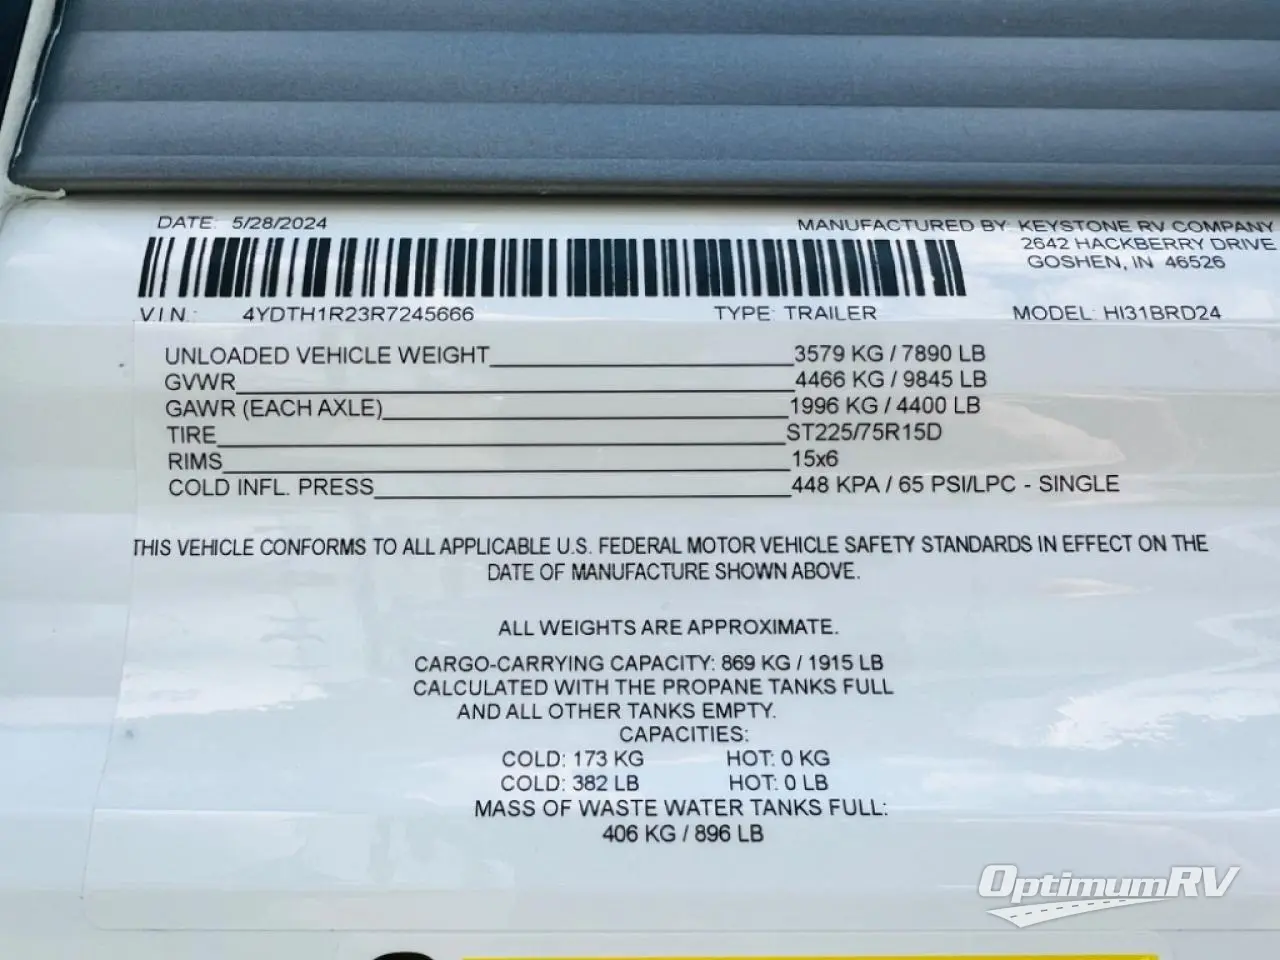 DATE: 5/28/2024
MANUFACTURED BY: KEYSTONE RV COMPANY
2642 HACKBERRY DRIVE
GOSHEN, IN 46526
V.I.N.: 4YDTH1R23R7245666 TYPE: TRAILER MODEL: HI31BRD24
UNLOADED VEHICLE WEIGHT 3579 KG / 7890 LB
GVWR 4466 KG / 9845 LB
GAWR (EACH AXLE) 1996 KG / 4400 LB
TIRE ST225/75R15D
RIMS 15x6
COLD INFL. PRESS 448 KPA / 65 PSI/LPC - SINGLE
THIS VEHICLE CONFORMS TO ALL APPLICABLE U.S. FEDERAL MOTOR VEHICLE SAFETY STANDARDS IN EFFECT ON THE
DATE OF MANUFACTURE SHOWN ABOVE.
ALL WEIGHTS ARE APPROXIMATE.
CARGO-CARRYING CAPACITY: 869 KG / 1915 LB
CALCULATED WITH THE PROPANE TANKS FULL
AND ALL OTHER TANKS EMPTY.
CAPACITIES:
COLD: 173 KG HOT: 0 KG
COLD: 382 LB HOT: 0 LB
MASS OF WASTE WATER TANKS FULL:
406 KG / 896 LB
OptimumRV